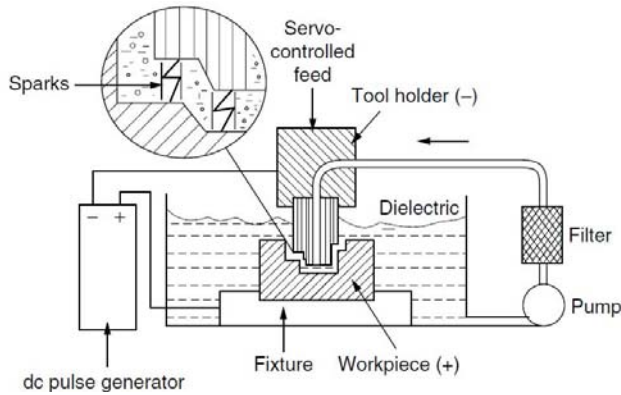 Servo-
controlled
feed
Sparks
Tool holder (−)
Dielectric
− +
Filter
Pump
Fixture
Workpiece (+)
dc pulse generator